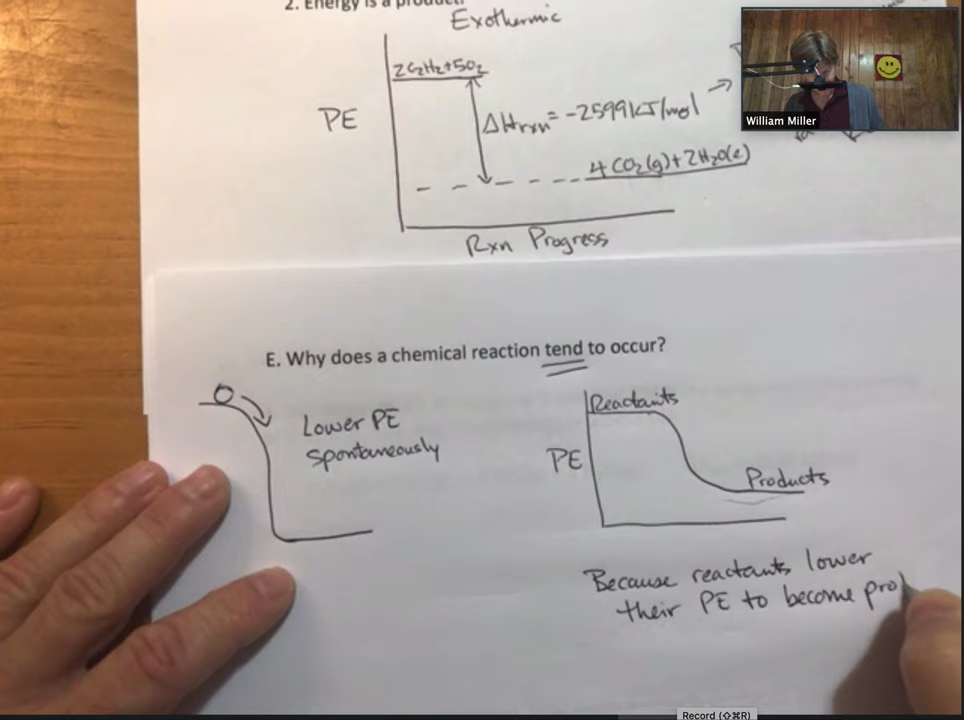 2. Energy is a product.
Exothermic
2C2H2+5O2
PE
ΔHrxn = -2599kJ/mol →
4CO2(g)+2H2O(l)
Rxn Progress
William Miller
E. Why does a chemical reaction tend to occur?
Lower PE
spontaneously
Reactants
PE
Products
Because reactants lower
their PE to become pro
Record (⇧⌘R)